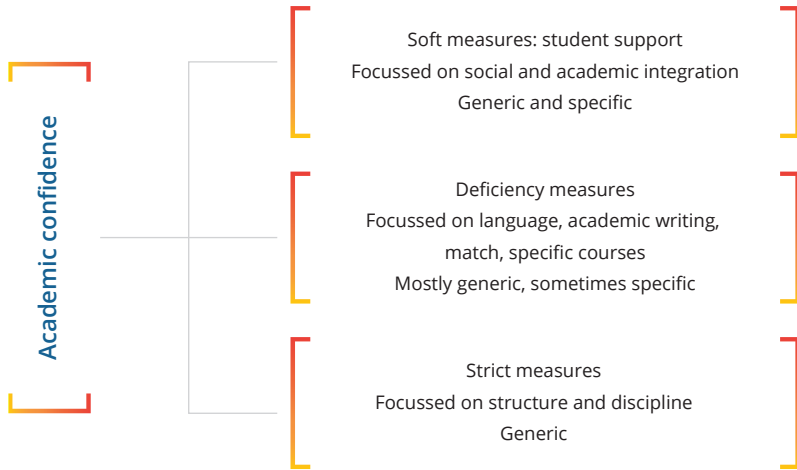 Academic confidence
Soft measures: student support
Focussed on social and academic integration
Generic and specific
Deficiency measures
Focussed on language, academic writing,
match, specific courses
Mostly generic, sometimes specific
Strict measures
Focussed on structure and discipline
Generic